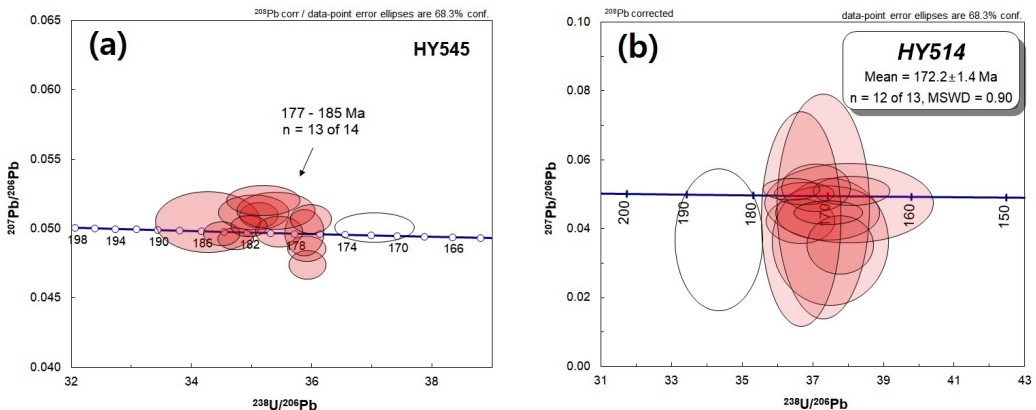 ²⁰⁸Pb corr / data-point error ellipses are 68.3% conf.
(a)
HY545
177 - 185 Ma
n = 13 of 14
0.065
0.060
0.055
0.050
0.045
0.040
²⁰⁷Pb/²⁰⁶Pb
198 194 190 186 182 178 174 170 166
32 34 36 38
²³⁸U/²⁰⁶Pb
²⁰⁸Pb corrected
data-point error ellipses are 68.3% conf.
(b)
HY514
Mean = 172.2±1.4 Ma
n = 12 of 13, MSWD = 0.90
0.10
0.08
0.06
0.04
0.02
0.00
²⁰⁷Pb/²⁰⁶Pb
200 190 180 170 160 150
31 33 35 37 39 41 43
²³⁸U/²⁰⁶Pb